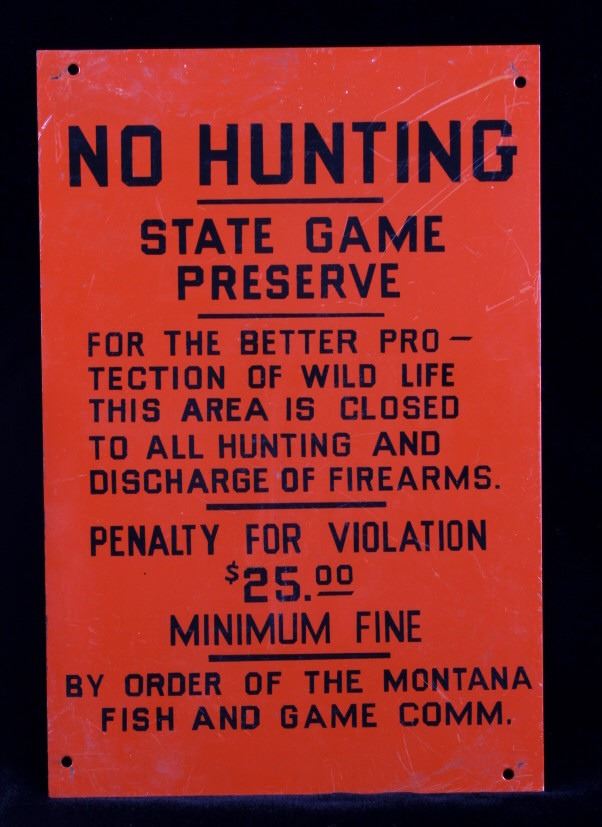 NO HUNTING
STATE GAME
PRESERVE
FOR THE BETTER PRO-
TECTION OF WILD LIFE
THIS AREA IS CLOSED
TO ALL HUNTING AND
DISCHARGE OF FIREARMS.
PENALTY FOR VIOLATION
$25.00
MINIMUM FINE
BY ORDER OF THE MONTANA
FISH AND GAME COMM.